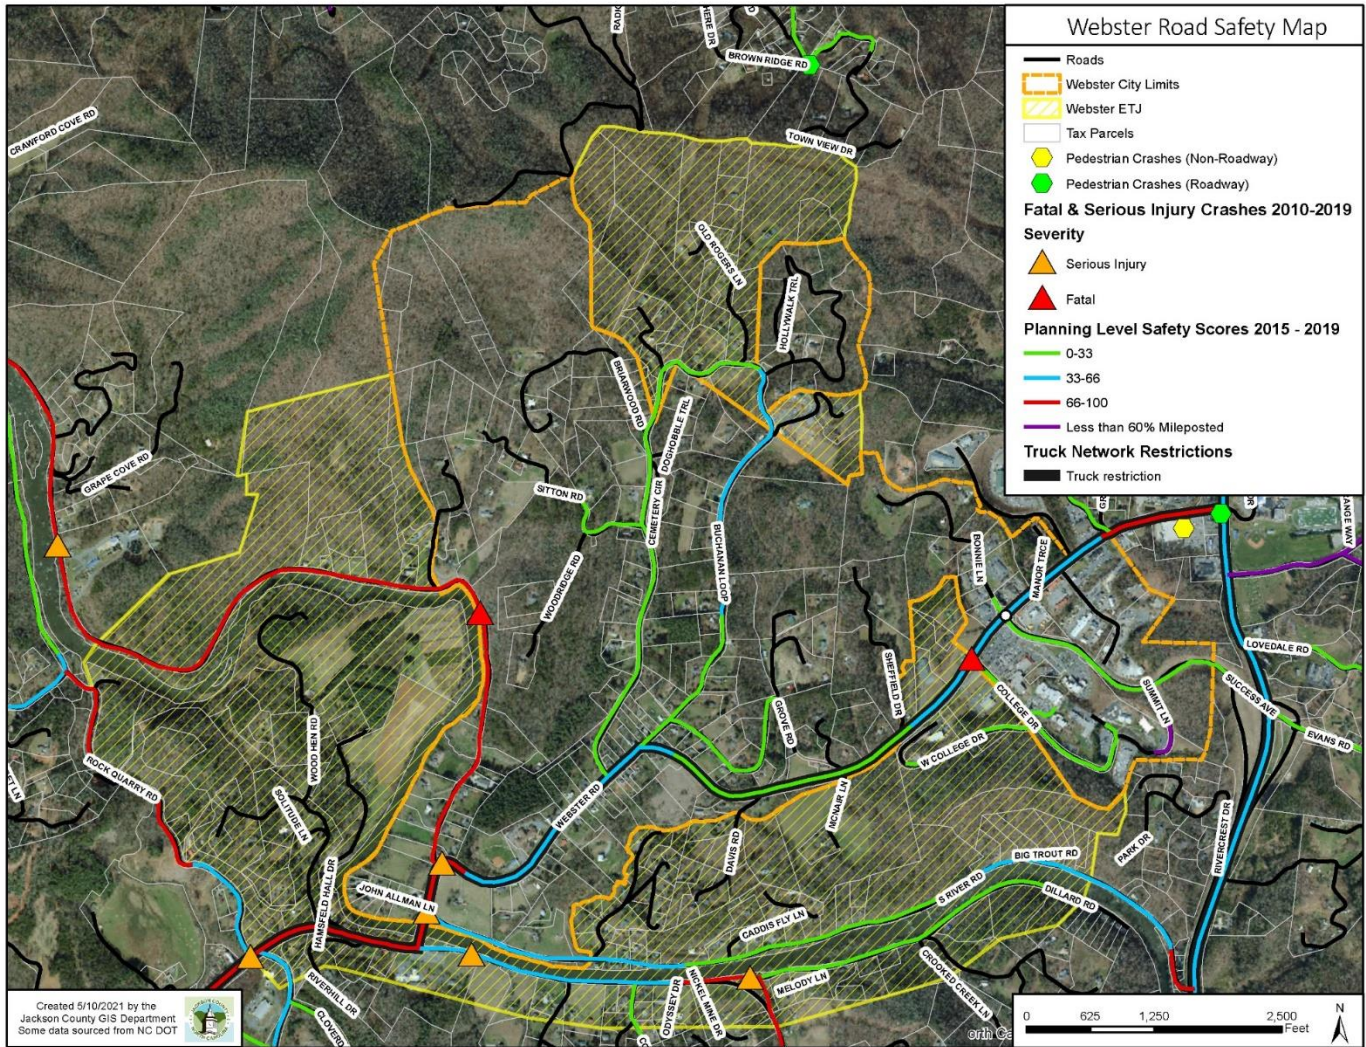 Webster Road Safety Map
Roads
Webster City Limits
Webster ETJ
Tax Parcels
Pedestrian Crashes (Non-Roadway)
Pedestrian Crashes (Roadway)
Fatal & Serious Injury Crashes 2010-2019
Severity
Serious Injury
Fatal
Planning Level Safety Scores 2015 - 2019
0-33
33-66
66-100
Less than 60% Mileposted
Truck Network Restrictions
Truck restriction
BROWN RIDGE RD
CRAWFORD COVE RD
TOWN VIEW DR
OLD ROGERS LN
HOLLYWALK TRL
BRIARWOOD RD
DOGHOBBLE TRL
GRAPE COVE RD
SITTON RD
CEMETERY CIR
BUCHANAN LOOP
WOODRIDGE RD
BONNIE LN
MANOR TRCE
ANGE WAY
LOVEDALE RD
SHEFFIELD DR
GROVE RD
SUMMIT LN
SUCCESS AVE
EVANS RD
COLLEGE DR
W COLLEGE DR
WOOD HEN RD
ROCK QUARRY RD
SOLITUDE LN
WEBSTER RD
MCNAIR LN
DAVIS RD
PARK DR
RIVERCREST DR
BIG TROUT RD
S RIVER RD
DILLARD RD
JOHN ALLMAN LN
HAMSFELD HALL DR
CADDIS FLY LN
RIVERHILL DR
ODYSSEY DR
NICKEL MINE DR
MELODY LN
CROOKED CREEK LN
CLOVERD
Created 5/10/2021 by the
Jackson County GIS Department
Some data sourced from NC DOT
0 625 1,250 2,500
Feet
N